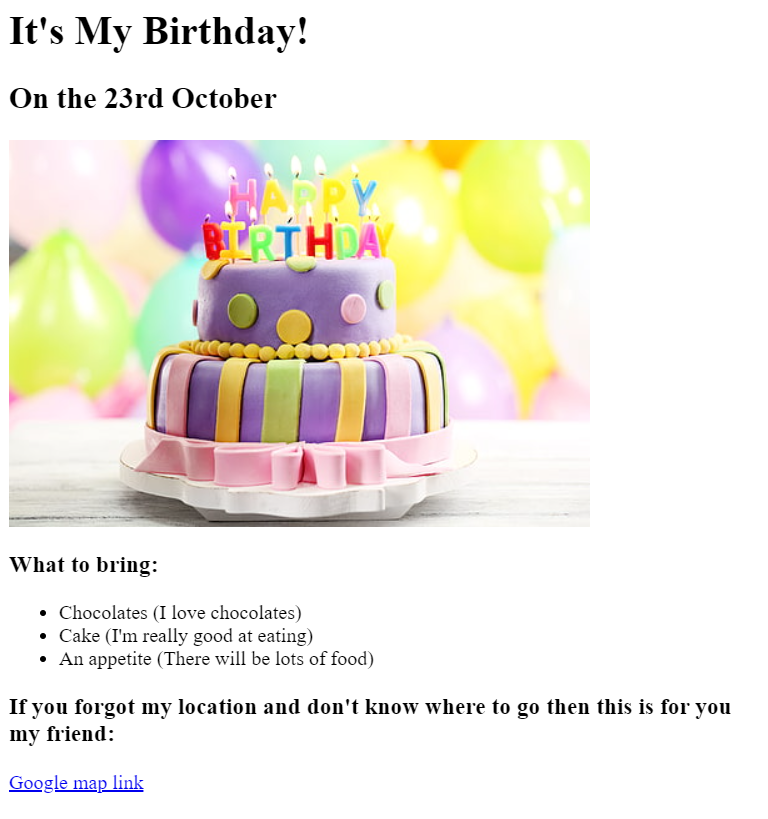 It's My Birthday!
On the 23rd October
HAPPY
BIRTHDAY
What to bring:
Chocolates (I love chocolates)
Cake (I'm really good at eating)
An appetite (There will be lots of food)
If you forgot my location and don't know where to go then this is for you
my friend:
Google map link